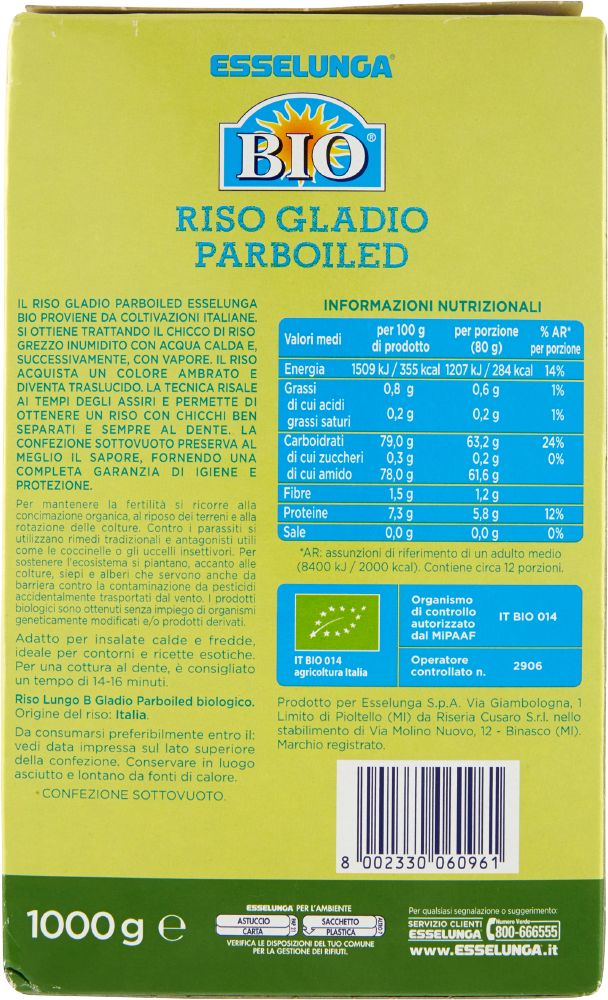 ESSELUNGA®
BIO®
RISO GLADIO
PARBOILED
IL RISO GLADIO PARBOILED ESSELUNGA
BIO PROVIENE DA COLTIVAZIONI ITALIANE.
SI OTTIENE TRATTANDO IL CHICCO DI RISO
GREZZO INUMIDITO CON ACQUA CALDA E,
SUCCESSIVAMENTE, CON VAPORE. IL RISO
ACQUISTA UN COLORE AMBRATO E
DIVENTA TRASLUCIDO. LA TECNICA RISALE
AI TEMPI DEGLI ASSIRI E PERMETTE DI
OTTENERE UN RISO CON CHICCHI BEN
SEPARATI E SEMPRE AL DENTE. LA
CONFEZIONE SOTTOVUOTO PRESERVA AL
MEGLIO IL SAPORE, FORNENDO UNA
COMPLETA GARANZIA DI IGIENE E
PROTEZIONE.
Per mantenere la fertilità si ricorre alla
concimazione organica, al riposo dei terreni e alla
rotazione delle colture. Contro i parassiti si
utilizzano rimedi tradizionali e antagonisti utili
come le coccinelle o gli uccelli insettivori. Per
sostenere l'ecosistema si piantano, accanto alle
colture, siepi e alberi che servono anche da
barriera contro la contaminazione da pesticidi
accidentalmente trasportati dal vento. I prodotti
biologici sono ottenuti senza impiego di organismi
geneticamente modificati e/o prodotti derivati.
Adatto per insalate calde e fredde,
ideale per contorni e ricette esotiche.
Per una cottura al dente, è consigliato
un tempo di 14-16 minuti.
Riso Lungo B Gladio Parboiled biologico.
Origine del riso: Italia.
Da consumarsi preferibilmente entro il:
vedi data impressa sul lato superiore
della confezione. Conservare in luogo
asciutto e lontano da fonti di calore.
• CONFEZIONE SOTTOVUOTO.
INFORMAZIONI NUTRIZIONALI
Valori medi per 100 g di prodotto per porzione (80 g) % AR* per porzione
Energia 1509 kJ / 355 kcal 1207 kJ / 284 kcal 14%
Grassi 0,8 g 0,6 g 1%
di cui acidi
grassi saturi 0,2 g 0,2 g 1%
Carboidrati 79,0 g 63,2 g 24%
di cui zuccheri 0,3 g 0,2 g 0%
di cui amido 78,0 g 61,6 g
Fibre 1,5 g 1,2 g
Proteine 7,3 g 5,8 g 12%
Sale 0,0 g 0,0 g 0%
*AR: assunzioni di riferimento di un adulto medio
(8400 kJ / 2000 kcal). Contiene circa 12 porzioni.
IT BIO 014
agricoltura Italia
Organismo
di controllo
autorizzato
dal MiPAAF
IT BIO 014
Operatore
controllato n.
2906
Prodotto per Esselunga S.p.A. Via Giambologna, 1
Limito di Pioltello (MI) da Riseria Cusaro S.r.l. nello
stabilimento di Via Molino Nuovo, 12 - Binasco (MI).
Marchio registrato.
8 002330 060961
1000 g e
ESSELUNGA PER L'AMBIENTE
ASTUCCIO
CARTA
SACCHETTO
PLASTICA
VERIFICA LE DISPOSIZIONI DEL TUO COMUNE
PER LA GESTIONE DEI RIFIUTI.
Per qualsiasi segnalazione o suggerimento:
SERVIZIO CLIENTI
ESSELUNGA
Numero Verde
800-666555
www.ESSELUNGA.it